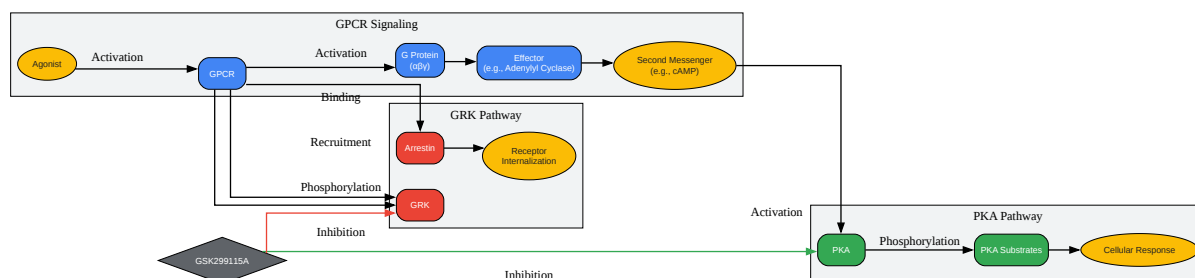 GPCR Signaling
Agonist
Activation
GPCR
Activation
G Protein
(αβγ)
Effector
(e.g., Adenylyl Cyclase)
Second Messenger
(e.g., cAMP)
Binding
GRK Pathway
Recruitment
Arrestin
Receptor
Internalization
Phosphorylation
GRK
Inhibition
GSK299115A
Activation
PKA Pathway
PKA
Phosphorylation
PKA Substrates
Cellular Response
Inhibition